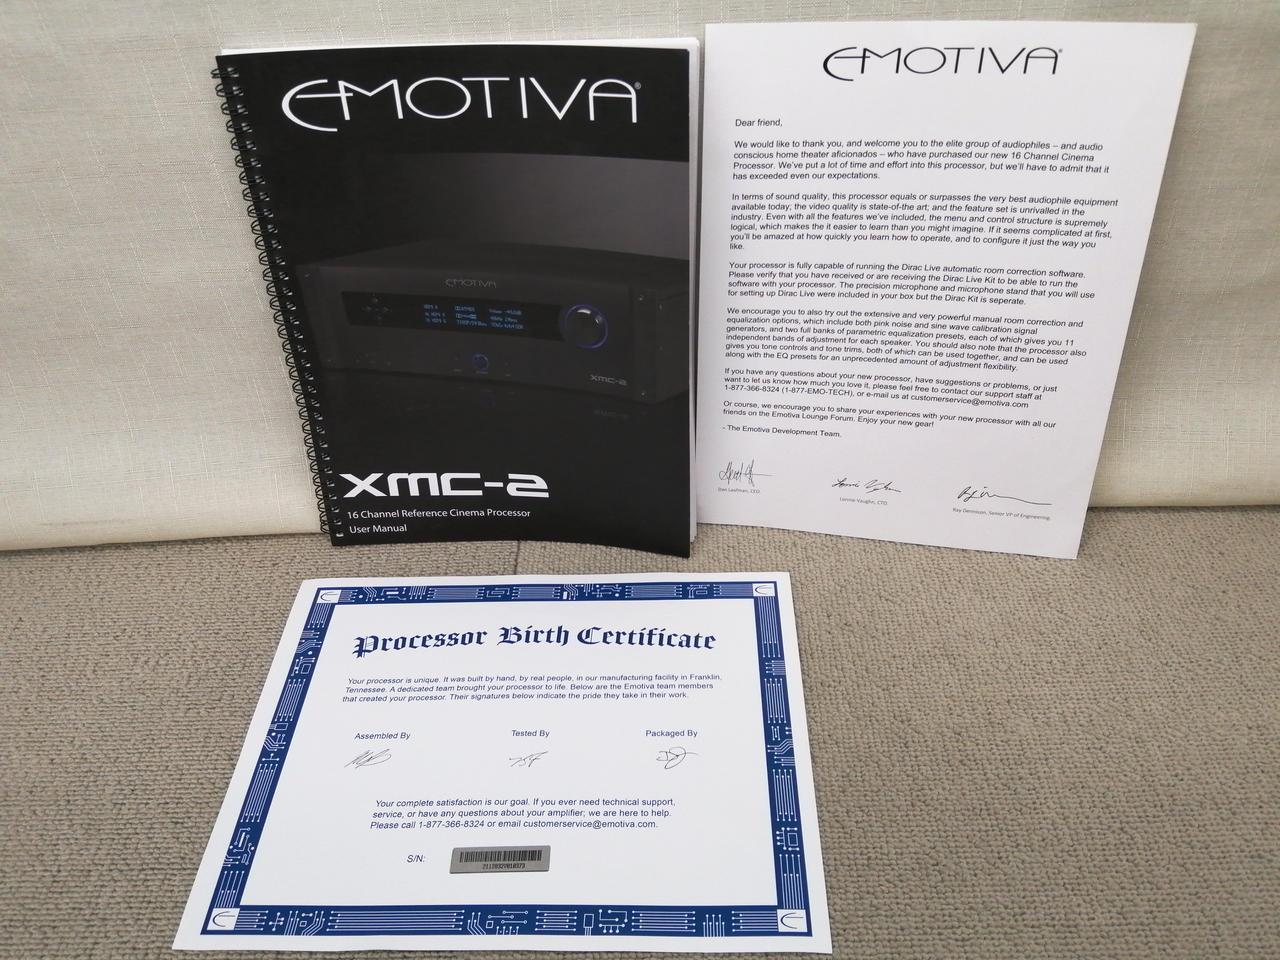 EMOTIVA®
EMOTIVA
XMC-2
XMC-2
16 Channel Reference Cinema Processor
User Manual
EMOTIVA®
Dear friend,
We would like to thank you, and welcome you to the elite group of audiophiles – and audio
conscious home theater aficionados – who have purchased our new 16 Channel Cinema
Processor. We've put a lot of time and effort into this processor, but we'll have to admit that it
has exceeded even our expectations.
In terms of sound quality, this processor equals or surpasses the very best audiophile equipment
available today; the video quality is state-of-the art; and the feature set is unrivalled in the
industry. Even with all the features we've included, the menu and control structure is supremely
logical, which makes the it easier to learn than you might imagine. If it seems complicated at first,
you'll be amazed at how quickly you learn how to operate, and to configure it just the way you
like.
Your processor is fully capable of running the Dirac Live automatic room correction software.
Please verify that you have received or are receiving the Dirac Live Kit to be able to run the
software with your processor. The precision microphone and microphone stand that you will use
for setting up Dirac Live were included in your box but the Dirac Kit is seperate.
We encourage you to also try out the extensive and very powerful manual room correction and
equalization options, which include both pink noise and sine wave calibration signal
generators, and two full banks of parametric equalization presets, each of which gives you 11
independent bands of adjustment for each speaker. You should also note that the processor also
gives you tone controls and tone trims, both of which can be used together, and can be used
along with the EQ presets for an unprecedented amount of adjustment flexibility.
If you have any questions about your new processor, have suggestions or problems, or just
want to let us know how much you love it, please feel free to contact our support staff at
1-877-366-8324 (1-877-EMO-TECH), or e-mail us at customerservice@emotiva.com
Or course, we encourage you to share your experiences with your new processor with all our
friends on the Emotiva Lounge Forum. Enjoy your new gear!
- The Emotiva Development Team.
Dan Laufman, CEO.
Lonnie Vaughn, CTO.
Ray Dennison, Senior VP of Engineering.
Processor Birth Certificate
Your processor is unique. It was built by hand, by real people, in our manufacturing facility in Franklin,
Tennessee. A dedicated team brought your processor to life. Below are the Emotiva team members
that created your processor. Their signatures below indicate the pride they take in their work.
Assembled By Tested By Packaged By
Your complete satisfaction is our goal. If you ever need technical support,
service, or have any questions about your amplifier; we are here to help.
Please call 1-877-366-8324 or email customerservice@emotiva.com.
S/N: